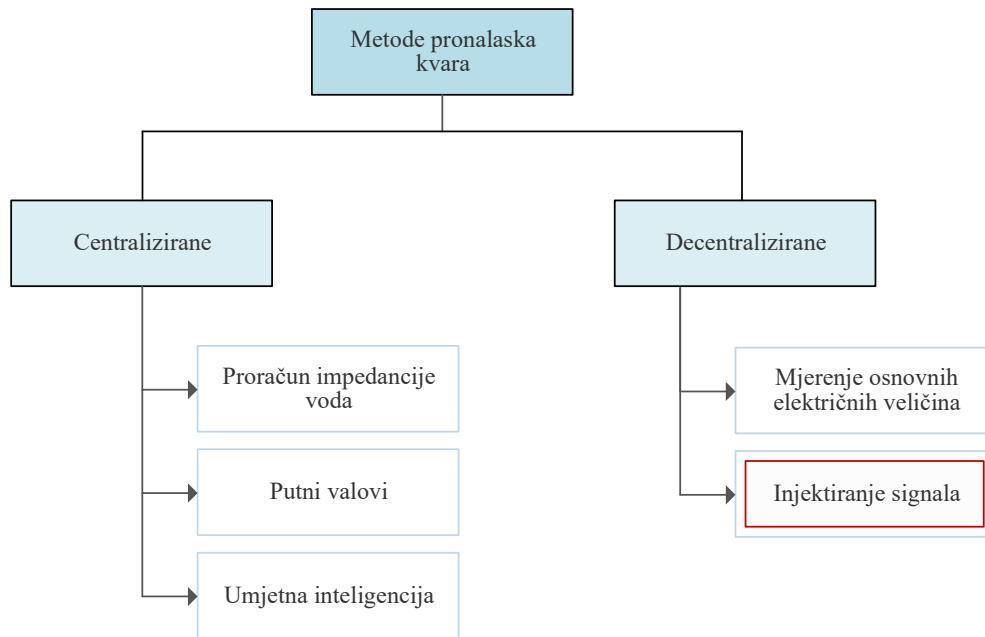 Metode pronalaska
kvara
Centralizirane
Decentralizirane
Proračun impedancije
voda
Putni valovi
Umjetna inteligencija
Mjerenje osnovnih
električnih veličina
Injektiranje signala